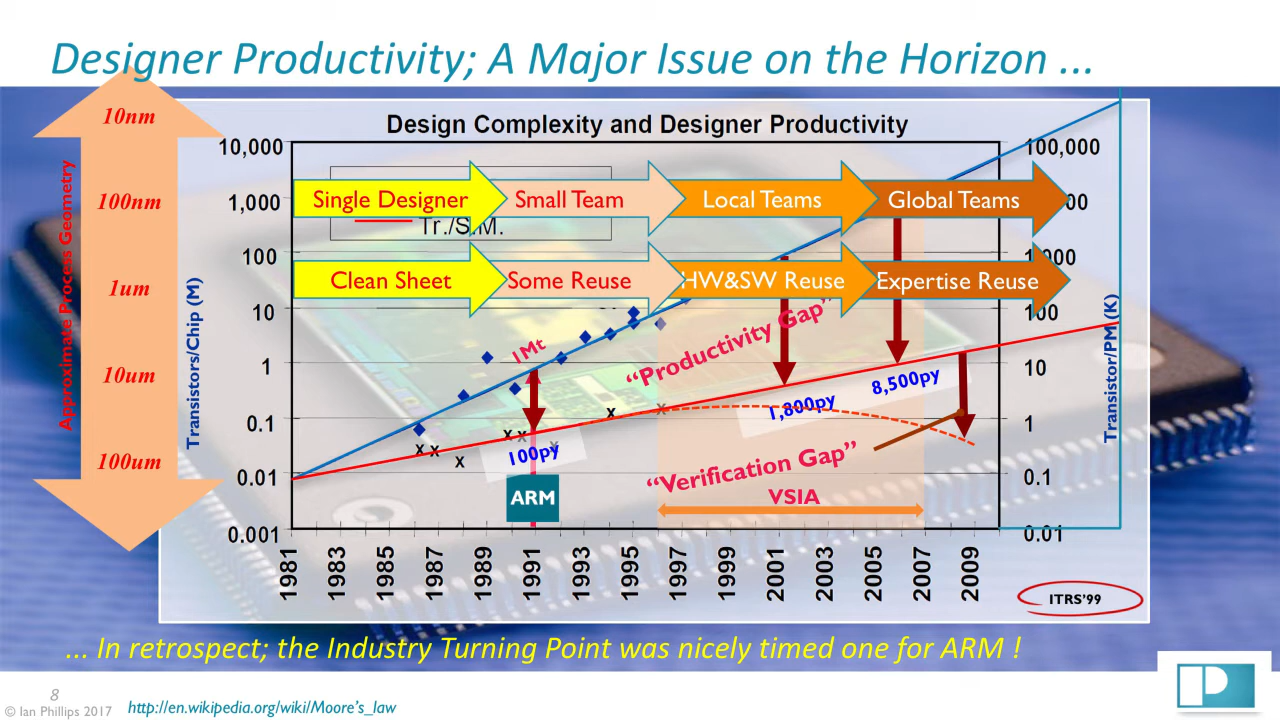 Designer Productivity; A Major Issue on the Horizon ...
Design Complexity and Designer Productivity
Approximate Process Geometry
10nm
100nm
1um
10um
100um
Transistors/Chip (M)
10,000
1,000
100
10
1
0.1
0.01
0.001
Single Designer
Small Team
Local Teams
Global Teams
Tr./S.M.
Clean Sheet
Some Reuse
HW&SW Reuse
Expertise Reuse
1Mt
"Productivity Gap"
100py
1,800py
8,500py
"Verification Gap"
VSIA
ARM
100,000
00
000
100
10
1
0.1
0.01
Transistor/PM (K)
1981
1983
1985
1987
1989
1991
1993
1995
1997
1999
2001
2003
2005
2007
2009
ITRS'99
... In retrospect; the Industry Turning Point was nicely timed one for ARM !
8
© Ian Phillips 2017
http://en.wikipedia.org/wiki/Moore's_law